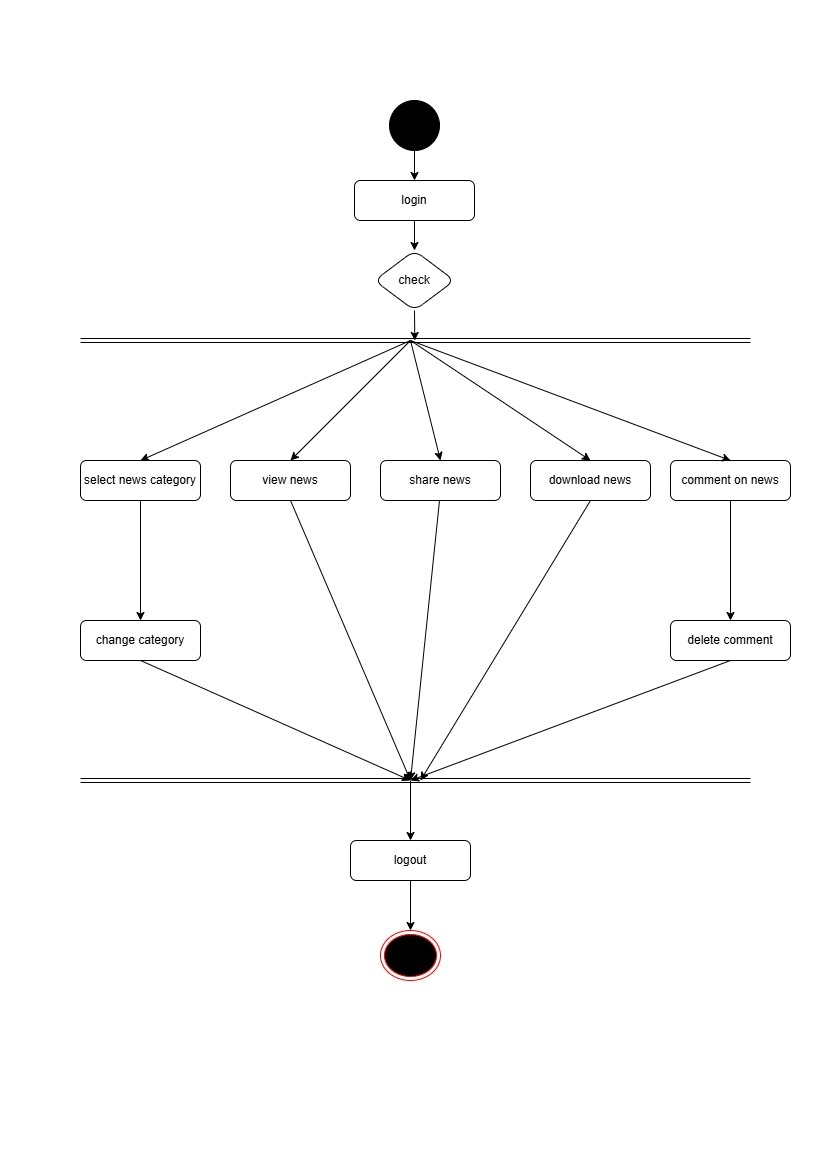 login
check
select news category
view news
share news
download news
comment on news
change category
delete comment
logout